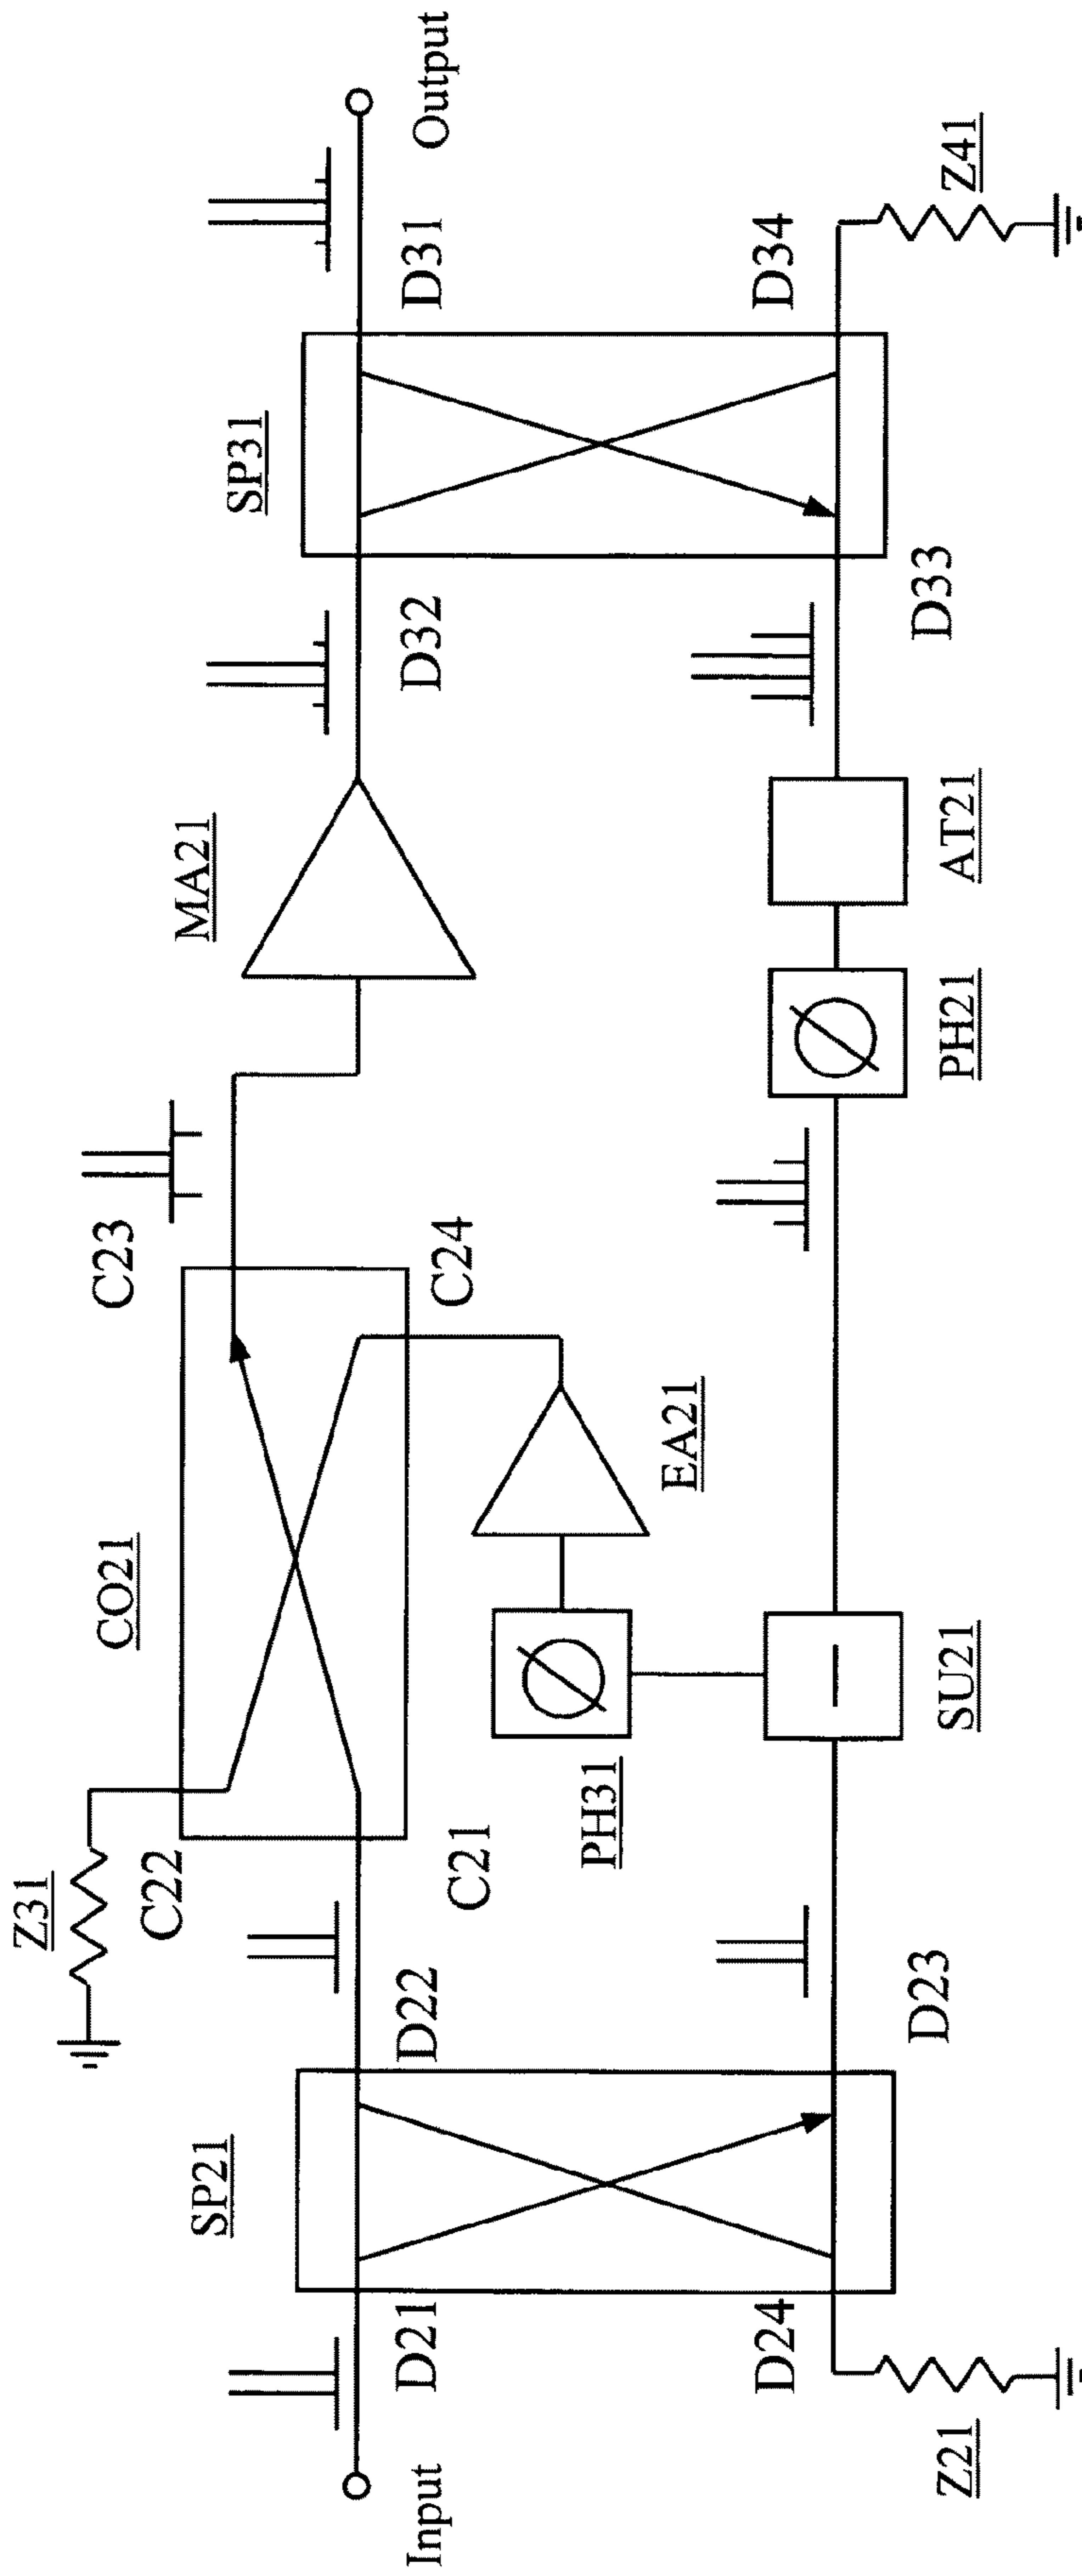 Input
D21
SP21
D22
D24
Z21
D23
Z31
C22
CO21
C21
C23
C24
PH31
EA21
SU21
MA21
PH21
AT21
D32
SP31
D31
D33
D34
Z41
Output